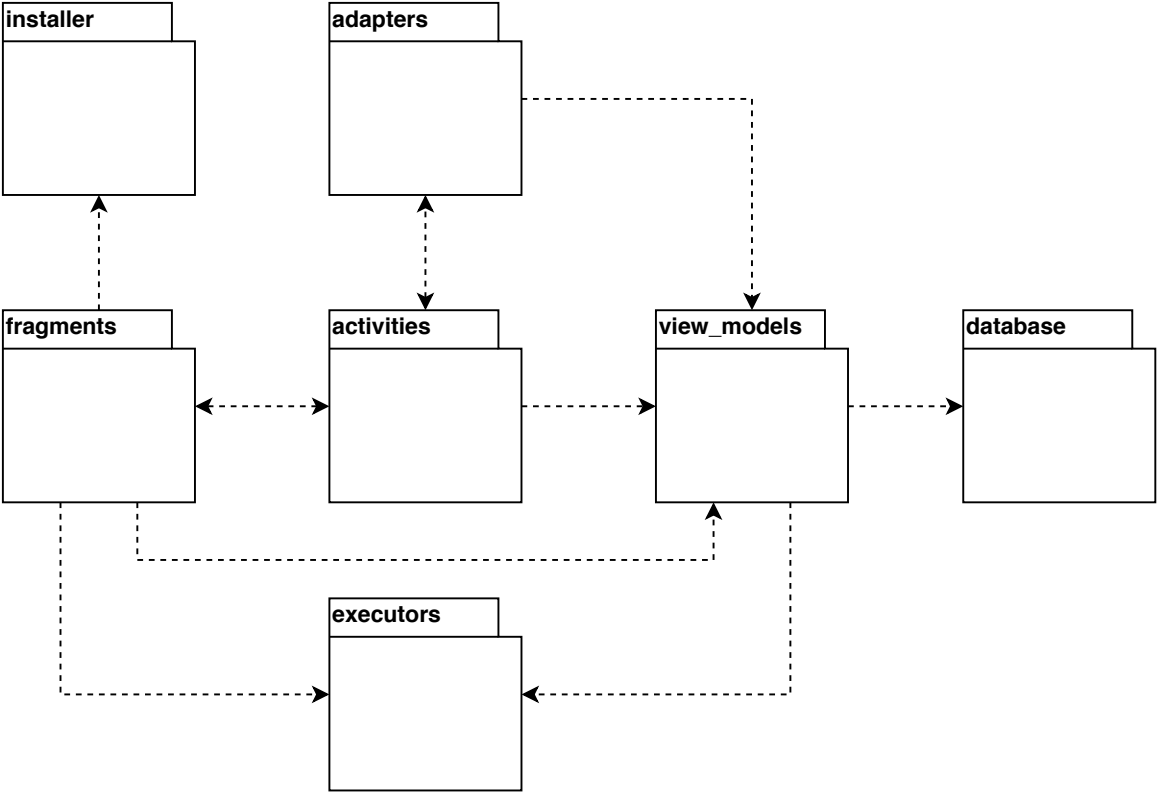 installer
adapters
fragments
activities
view_models
database
executors